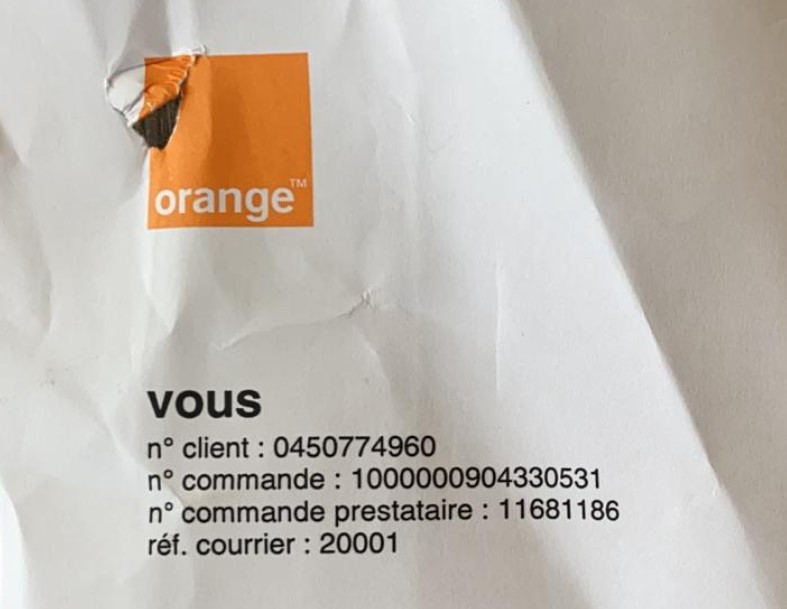 orange™
vous
n° client : 0450774960
n° commande : 1000000904330531
n° commande prestataire : 11681186
réf. courrier : 20001